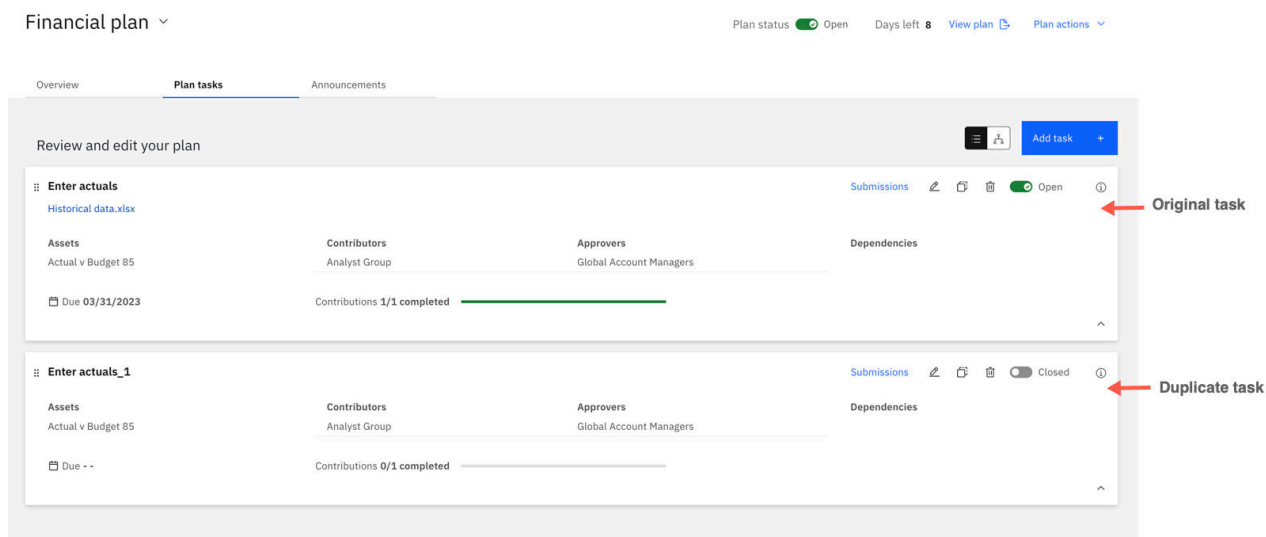 Financial plan
Plan status Open Days left 8 View plan Plan actions
Overview Plan tasks Announcements
Review and edit your plan
Add task +
Enter actuals Submissions Open
Historical data.xlsx
Original task
Assets Contributors Approvers Dependencies
Actual v Budget 85 Analyst Group Global Account Managers
Due 03/31/2023 Contributions 1/1 completed
Enter actuals_1 Submissions Closed
Duplicate task
Assets Contributors Approvers Dependencies
Actual v Budget 85 Analyst Group Global Account Managers
Due - - Contributions 0/1 completed